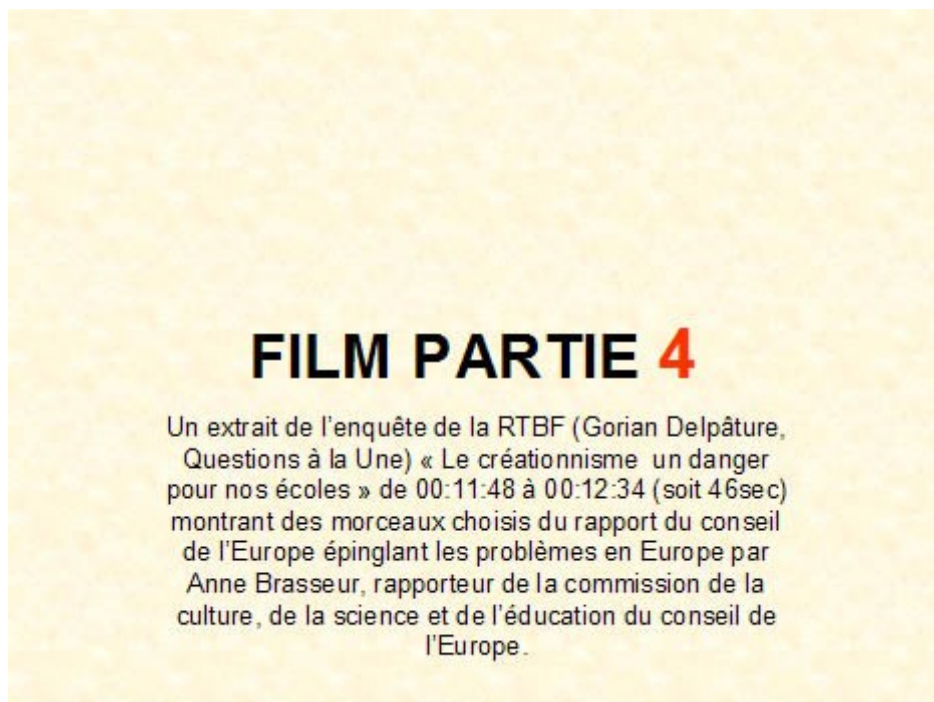 FILM PARTIE 4
Un extrait de l'enquête de la RTBF (Gorian Delpâture,
Questions à la Une) « Le créationnisme  un danger
pour nos écoles » de 00:11:48 à 00:12:34 (soit 46sec)
montrant des morceaux choisis du rapport du conseil
de l'Europe épinglant les problèmes en Europe par
Anne Brasseur, rapporteur de la commission de la
culture, de la science et de l'éducation du conseil de
l'Europe.